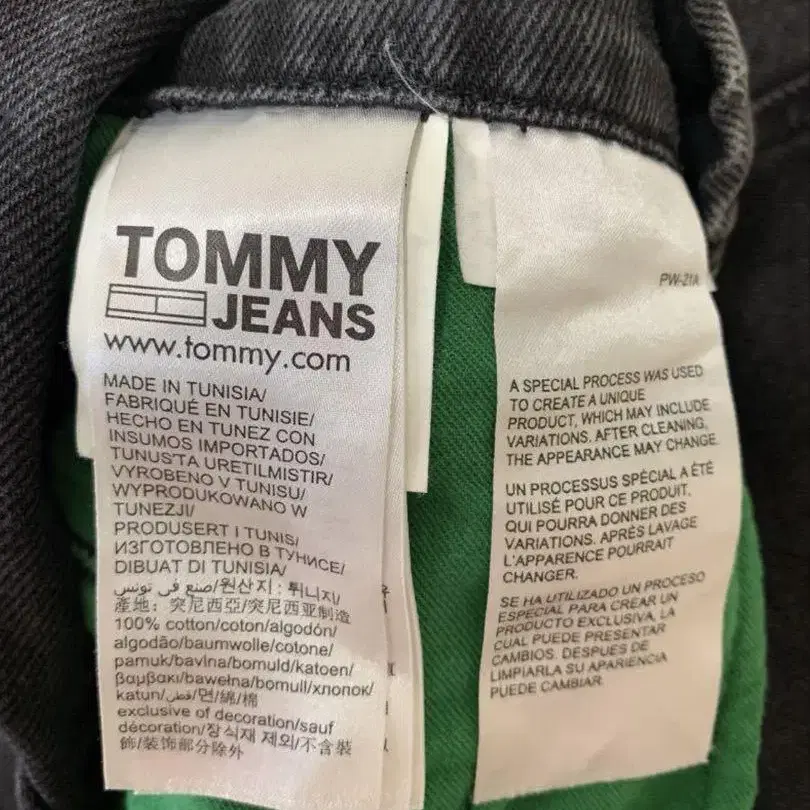 TOMMY
JEANS
www.tommy.com
MADE IN TUNISIA/
FABRIQUÉ EN TUNISIE/
HECHO EN TUNEZ CON
INSUMOS IMPORTADOS/
TUNUS'TA URETILMISTIR/
VYROBENO V TUNISU/
WYPRODUKOWANO W
TUNEZJI/
PRODUSERT I TUNIS/
ИЗГОТОВЛЕНО В ТУНИСЕ/
DIBUAT DI TUNISIA/
صنع في تونس/원산지 : 튀니지/
產地：突尼西亞/突尼西亚制造
100% cotton/coton/algodón/
algodão/baumwolle/cotone/
pamuk/bavlna/bomuld/katoen/
βαμβακι/bawełna/bomull/хлопок/
katun/قطن/면/綿/棉
exclusive of decoration/sauf
décoration/장식재 제외/不含裝
飾/装饰部分除外
PW-21A
A SPECIAL PROCESS WAS USED
TO CREATE A UNIQUE
PRODUCT, WHICH MAY INCLUDE
VARIATIONS. AFTER CLEANING,
THE APPEARANCE MAY CHANGE.
UN PROCESSUS SPÉCIAL A ÉTÉ
UTILISÉ POUR CE PRODUIT,
QUI POURRA DONNER DES
VARIATIONS. APRÈS LAVAGE
L'APPARENCE POURRAIT
CHANGER.
SE HA UTILIZADO UN PROCESO
ESPECIAL PARA CREAR UN
PRODUCTO EXCLUSIVA, LA
CUAL PUEDE PRESENTAR
CAMBIOS. DESPUES DE
LIMPIARLA SU APARIENCIA
PUEDE CAMBIAR.